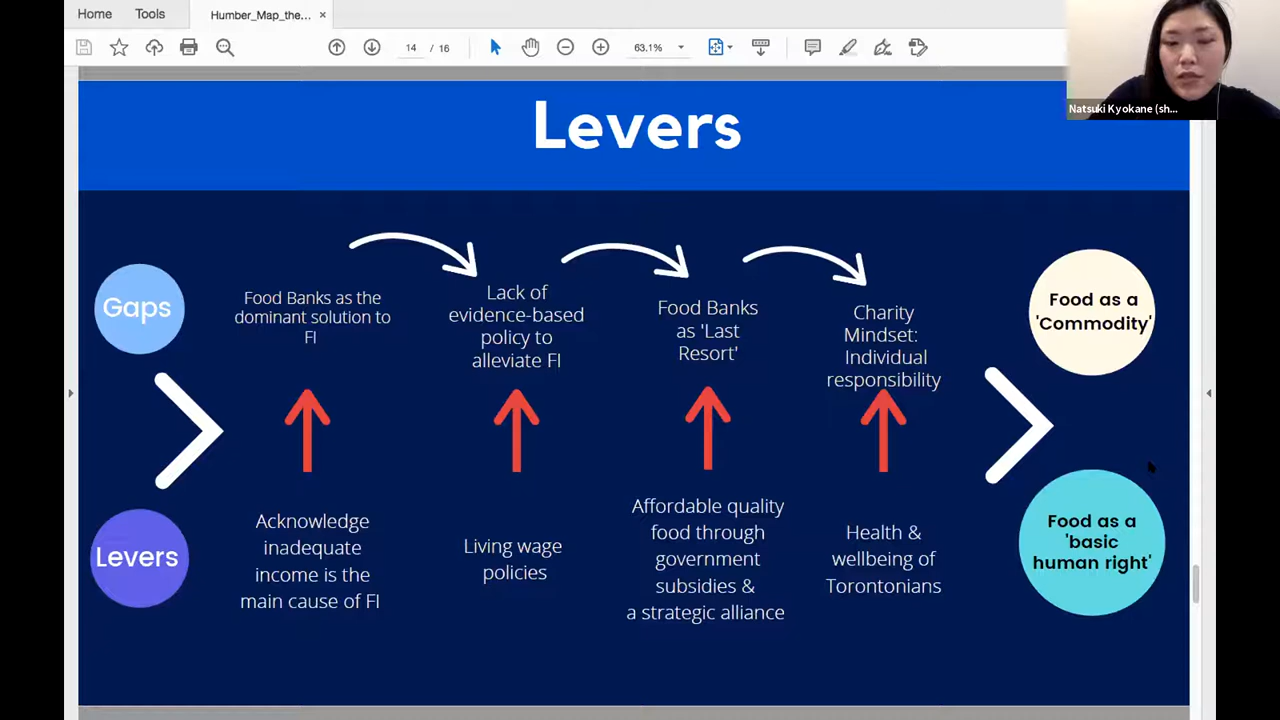 Home
Tools
Humber_Map_the...
×
14 / 16
63.1%
Natsuki Kyokane (sh...
Levers
Gaps
Food Banks as the
dominant solution to
FI
Lack of
evidence-based
policy to
alleviate FI
Food Banks
as 'Last
Resort'
Charity
Mindset:
Individual
responsibility
Food as a
'Commodity'
Levers
Acknowledge
inadequate
income is the
main cause of FI
Living wage
policies
Affordable quality
food through
government
subsidies &
a strategic alliance
Health &
wellbeing of
Torontonians
Food as a
'basic
human right'